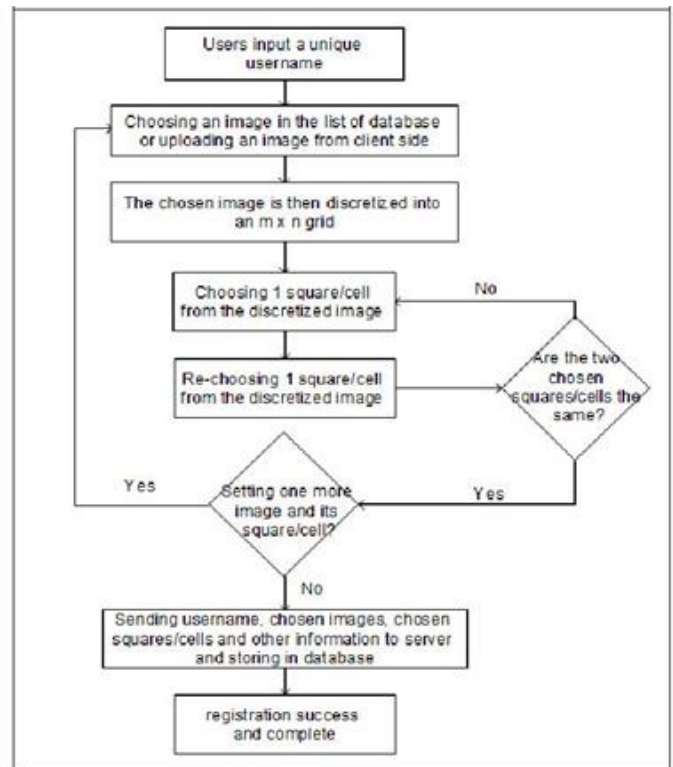 Users input a unique
username
Choosing an image in the list of database
or uploading an image from client side
The chosen image is then discretized into
an m x n grid
Choosing 1 square/cell
from the discretized image
No
Re-choosing 1 square/cell
from the discretized image
Are the two
chosen
squares/cells the
same?
Yes
Setting one more
image and its
square/cell?
Yes
No
Sending username, chosen images, chosen
squares/cells and other information to server
and storing in database
registration success
and complete